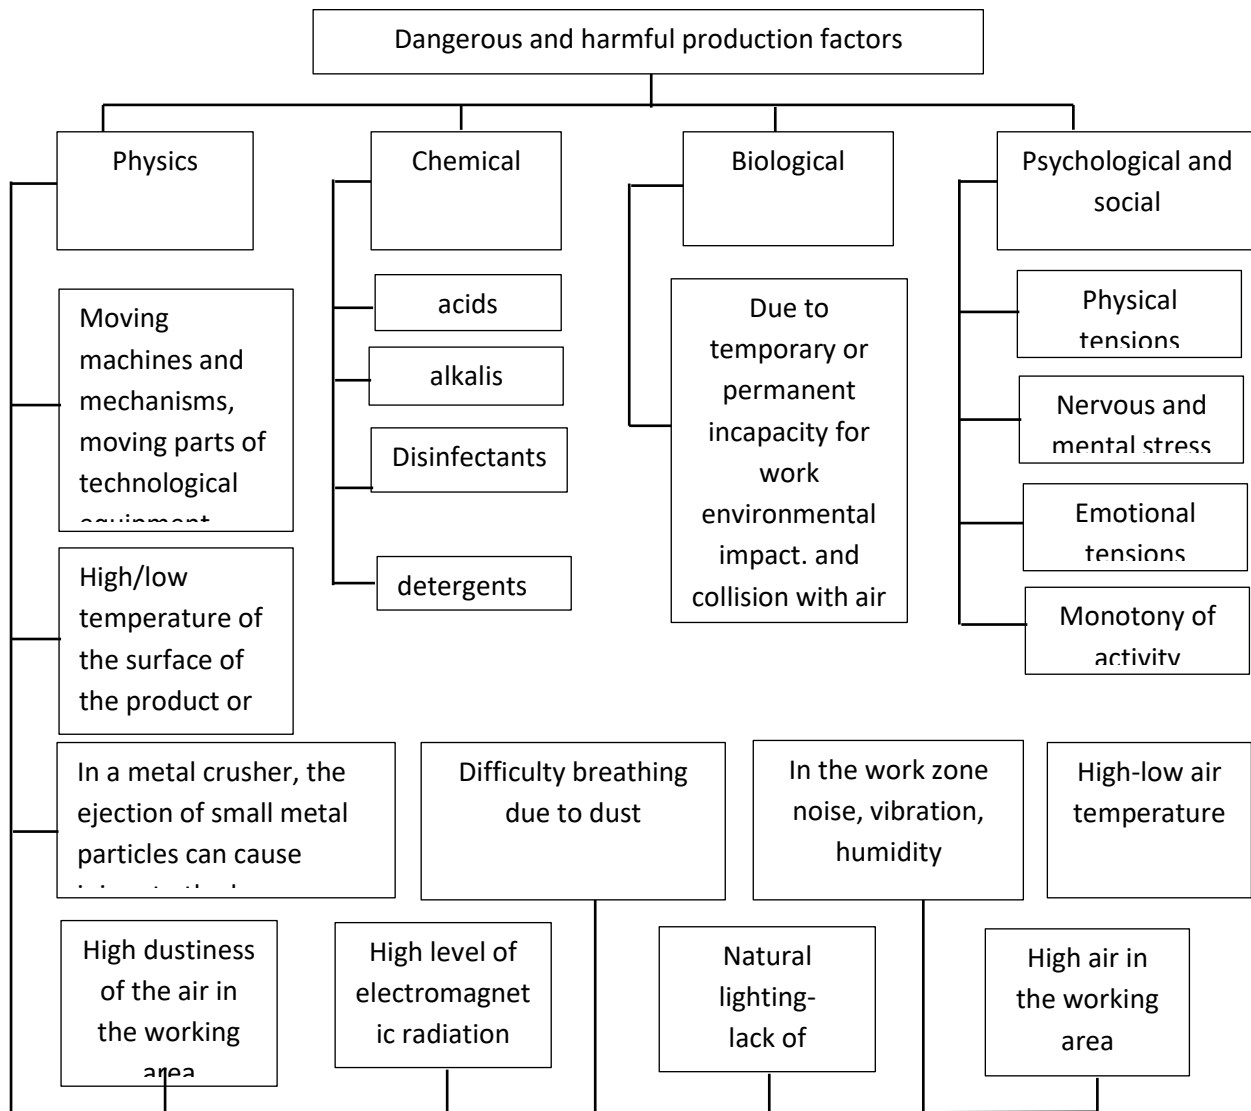 Dangerous and harmful production factors
Physics
Chemical
Biological
Psychological and
social
Moving
machines and
mechanisms,
moving parts of
technological
equipment
acids
alkalis
Disinfectants
detergents
Due to
temporary or
permanent
incapacity for
work
environmental
impact. and
collision with air
Physical
tensions
Nervous and
mental stress
Emotional
tensions
Monotony of
activity
High/low
temperature of
the surface of
the product or
In a metal crusher, the
ejection of small metal
particles can cause
Difficulty breathing
due to dust
In the work zone
noise, vibration,
humidity
High-low air
temperature
High dustiness
of the air in
the working
area
High level of
electromagnet
ic radiation
Natural
lighting-
lack of
High air in
the working
area